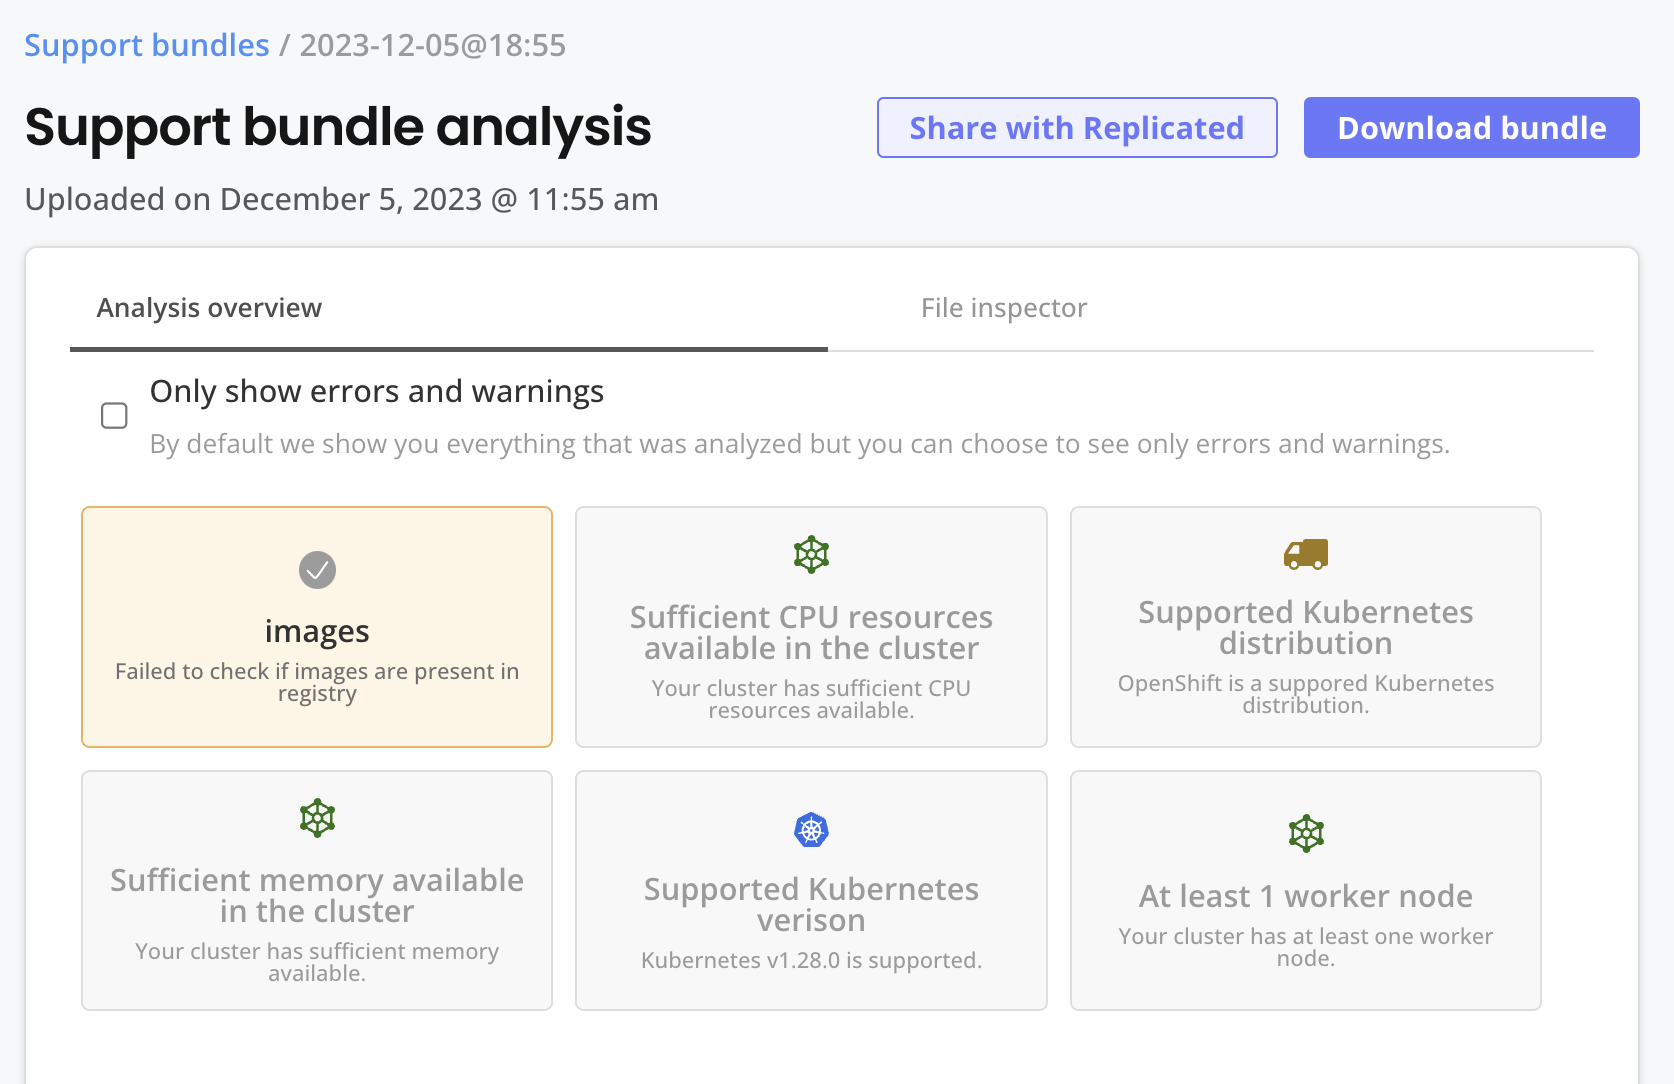 Support bundles / 2023-12-05@18:55
Support bundle analysis
Share with Replicated
Download bundle
Uploaded on December 5, 2023 @ 11:55 am
Analysis overview
File inspector
Only show errors and warnings
By default we show you everything that was analyzed but you can choose to see only errors and warnings.
images
Failed to check if images are present in
registry
Sufficient CPU resources
available in the cluster
Your cluster has sufficient CPU
resources available.
Supported Kubernetes
distribution
OpenShift is a suppored Kubernetes
distribution.
Sufficient memory available
in the cluster
Your cluster has sufficient memory
available.
Supported Kubernetes
verison
Kubernetes v1.28.0 is supported.
At least 1 worker node
Your cluster has at least one worker
node.